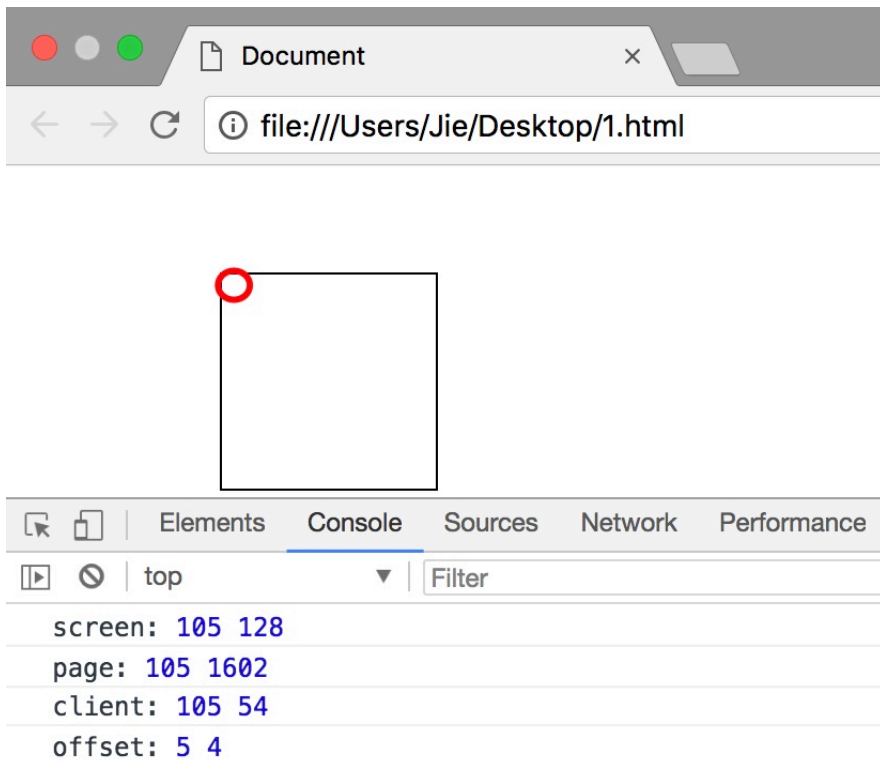 Document
file:///Users/Jie/Desktop/1.html
Elements Console Sources Network Performance
top Filter
screen: 105 128
page: 105 1602
client: 105 54
offset: 5 4